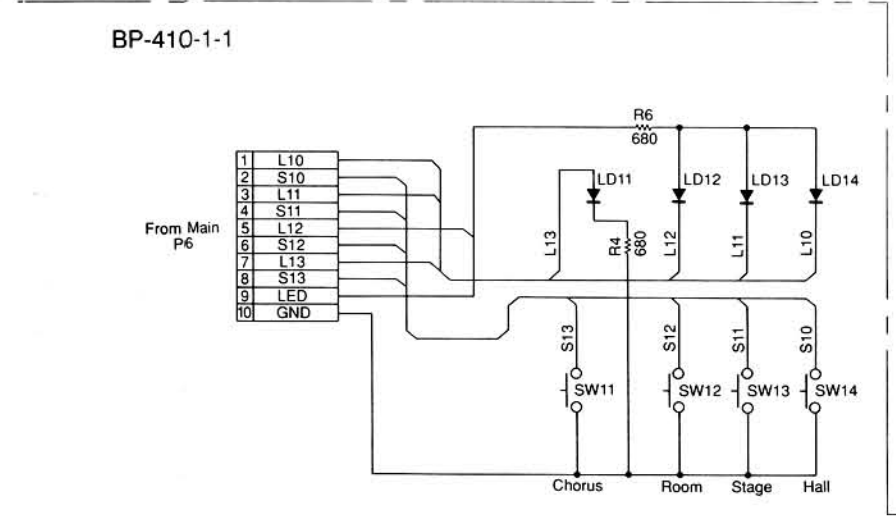 BP-410-1-1
R6
680
1 L10
2 S10
3 L11
4 S11
5 L12
6 S12
7 L13
8 S13
9 LED
10 GND
From Main
P6
LD11
LD12
LD13
LD14
L13
R4
680
L12
L11
L10
S13
S12
S11
S10
SW11
SW12
SW13
SW14
Chorus
Room
Stage
Hall